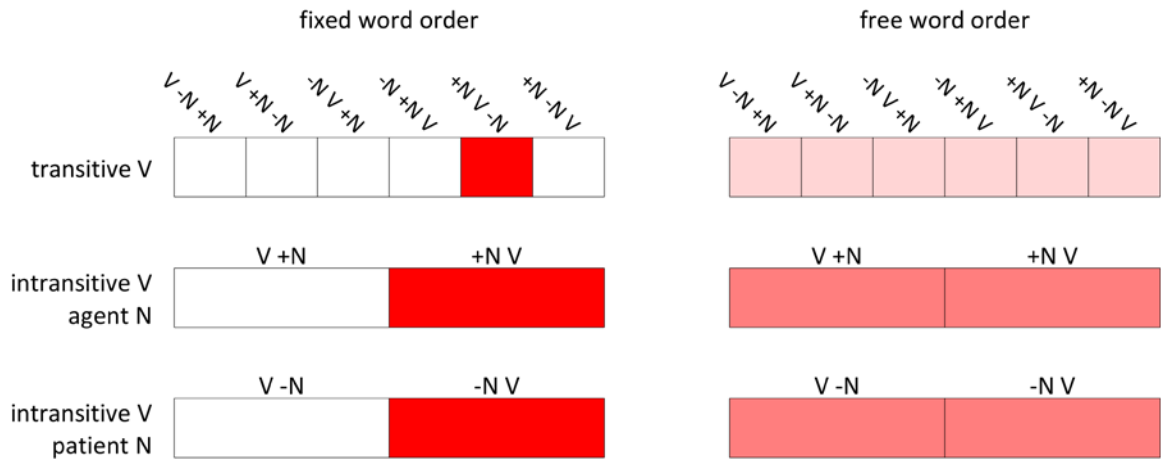 fixed word order
free word order
V -N +N
V +N -N
-N V +N
-N +N V
+N V -N
+N -N V
V -N +N
V +N -N
-N V +N
-N +N V
+N V -N
+N -N V
transitive V
V +N
+N V
V +N
+N V
intransitive V
agent N
V -N
-N V
V -N
-N V
intransitive V
patient N